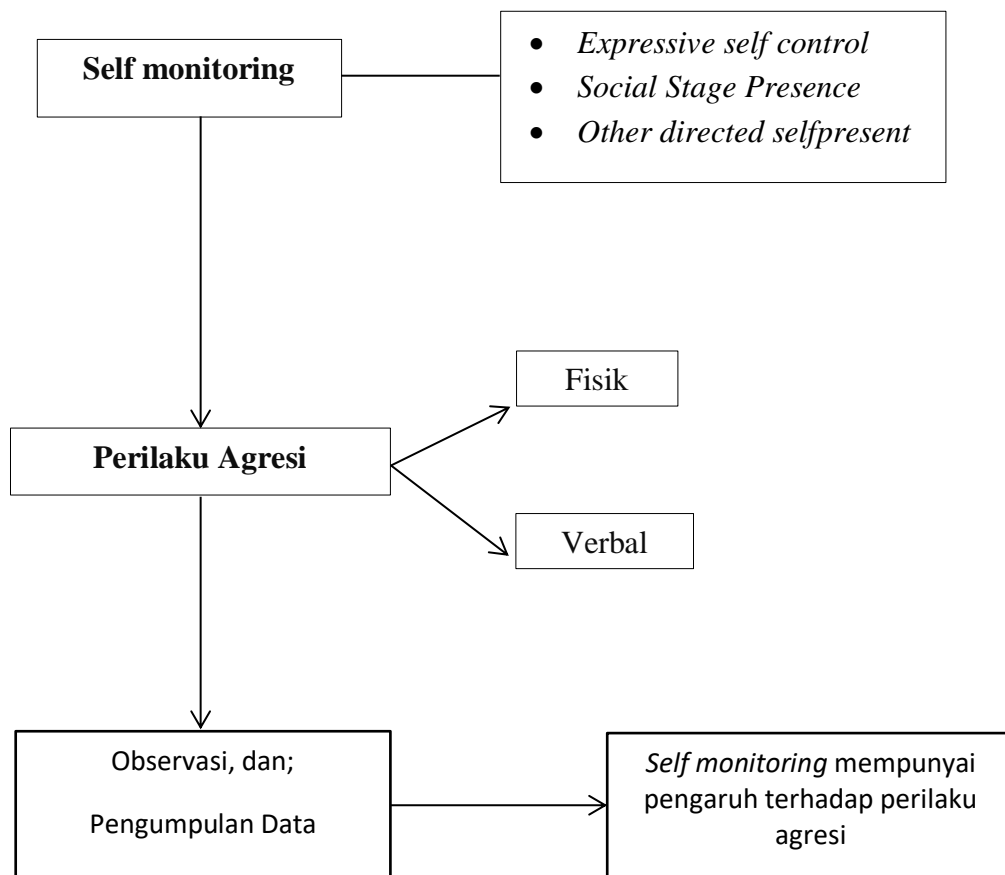 Self monitoring
• Expressive self control
• Social Stage Presence
• Other directed selfpresent
Fisik
Perilaku Agresi
Verbal
Observasi, dan;
Pengumpulan Data
Self monitoring mempunyai
pengaruh terhadap perilaku
agresi